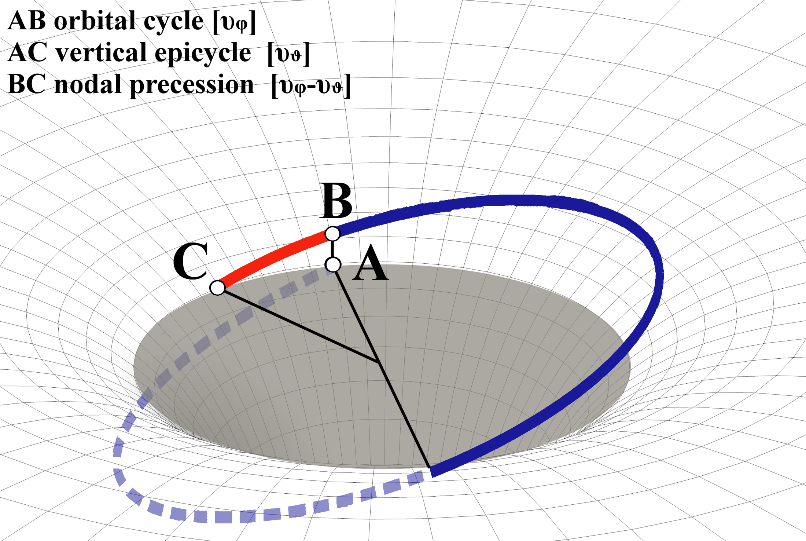 AB orbital cycle [υφ]
AC vertical epicycle [υϑ]
BC nodal precession [υφ-υϑ]
B
C
A